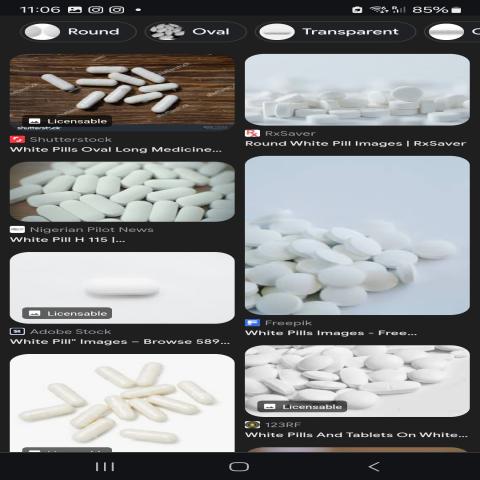 11:06
85%
Round
Oval
Transparent
Licensable
shutterstock
Shutterstock
White Pills Oval Long Medicine...
RxSaver
Round White Pill Images | RxSaver
Nigerian Pilot News
White Pill H 115 |...
Licensable
Adobe Stock
White Pill" Images – Browse 589...
Freepik
White Pills Images - Free...
Licensable
123RF
White Pills And Tablets On White...